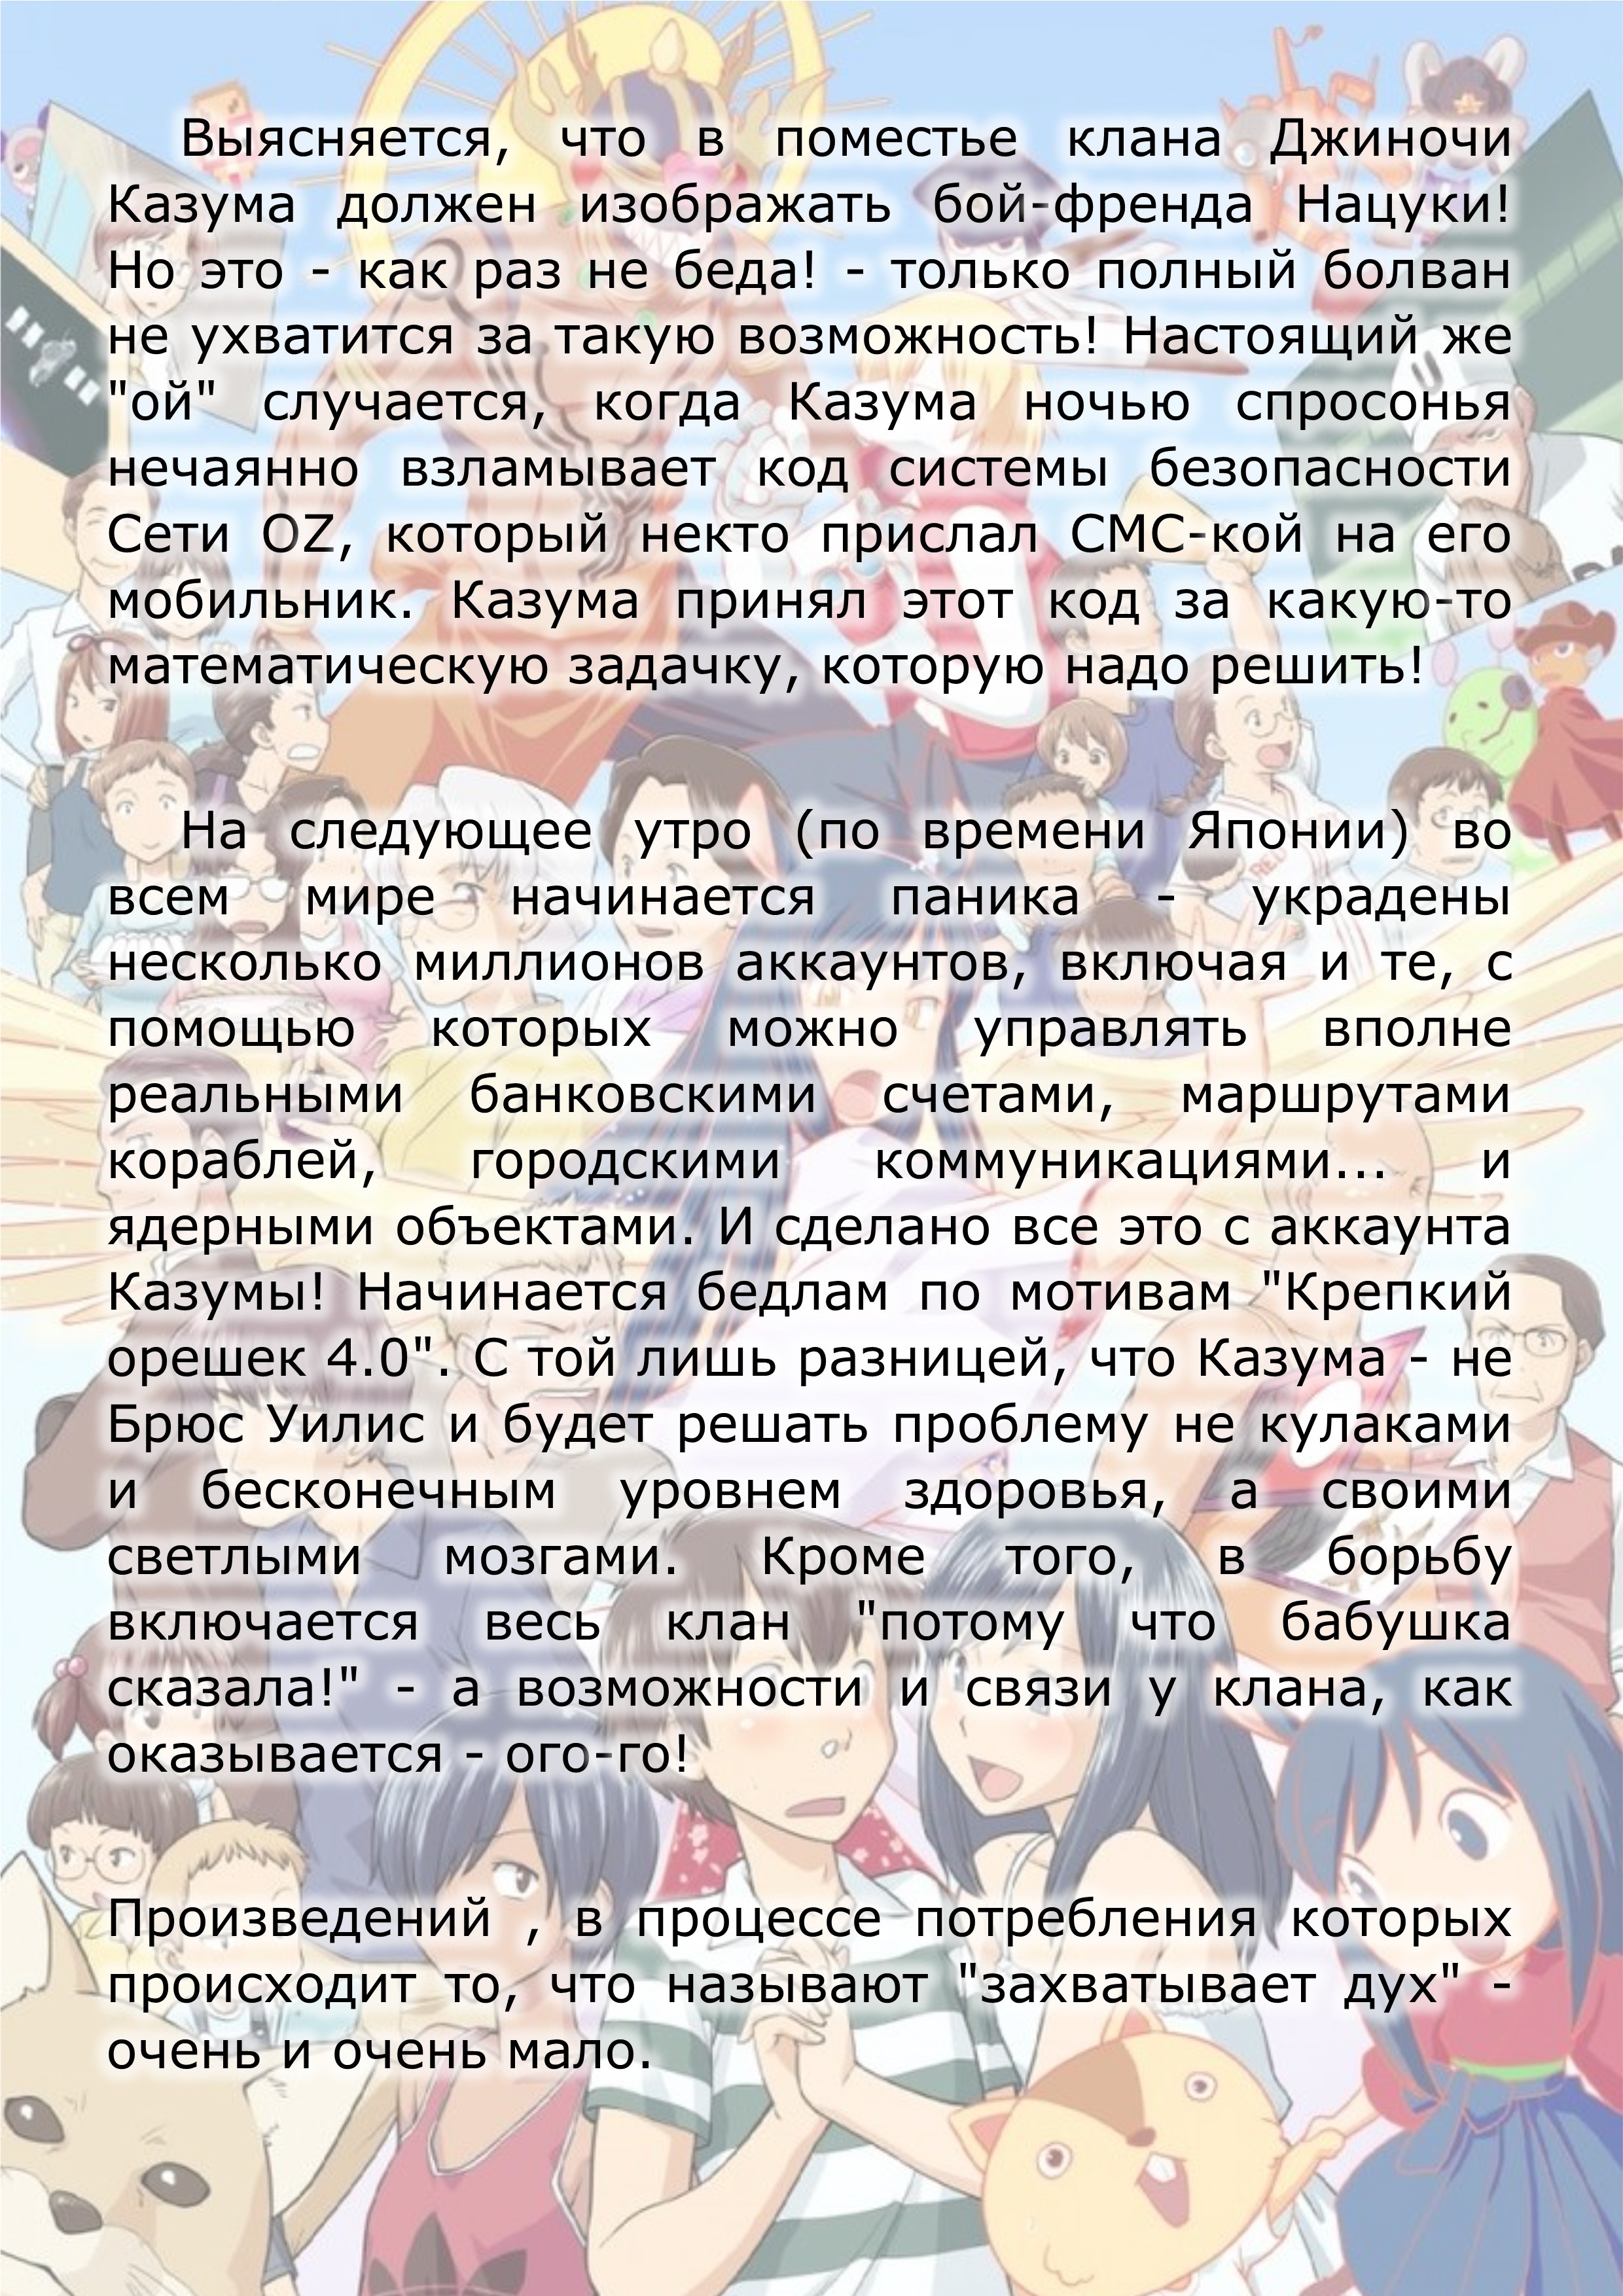 Выясняется, что в поместье клана Джиночи
Казума должен изображать бой-френда Нацуки!
Но это - как раз не беда! - только полный болван
не ухватится за такую возможность! Настоящий же
"ой" случается, когда Казума ночью спросонья
нечаянно взламывает код системы безопасности
Сети OZ, который некто прислал СМС-кой на его
мобильник. Казума принял этот код за какую-то
математическую задачку, которую надо решить!
На следующее утро (по времени Японии) во
всем мире начинается паника - украдены
несколько миллионов аккаунтов, включая и те, с
помощью которых можно управлять вполне
реальными банковскими счетами, маршрутами
кораблей, городскими коммуникациями... и
ядерными объектами. И сделано все это с аккаунта
Казумы! Начинается бедлам по мотивам "Крепкий
орешек 4.0". С той лишь разницей, что Казума - не
Брюс Уилис и будет решать проблему не кулаками
и бесконечным уровнем здоровья, а своими
светлыми мозгами. Кроме того, в борьбу
включается весь клан "потому что бабушка
сказала!" - а возможности и связи у клана, как
оказывается - ого-го!
Произведений , в процессе потребления которых
происходит то, что называют "захватывает дух" -
очень и очень мало.